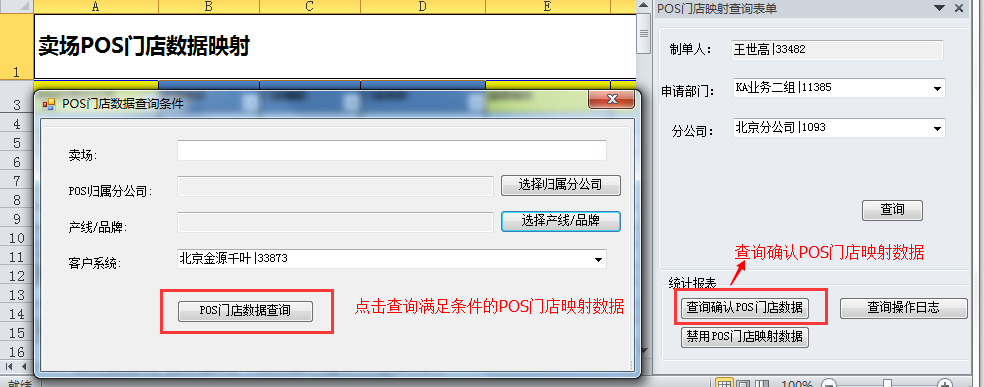 A B C D E
1
卖场POS门店数据映射
3
4
5
6
7
8
9
10
11
12
13
14
15
16
就绪
100%
POS门店数据查询条件
卖场:
POS归属分公司:
选择归属分公司
产线/品牌:
选择产线/品牌
客户系统:
北京金源千叶|33873
POS门店数据查询
点击查询满足条件的POS门店映射数据
POS门店映射查询表单
制单人:
王世高|33482
申请部门:
KA业务二组|11385
分公司:
北京分公司|1093
查询
查询确认POS门店映射数据
统计报表
查询确认POS门店数据
查询操作日志
禁用POS门店映射数据